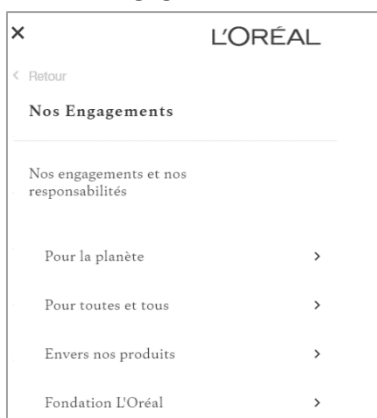 ×
L'ORÉAL
< Retour
Nos Engagements
Nos engagements et nos
responsabilités
Pour la planète >
Pour toutes et tous >
Envers nos produits >
Fondation L'Oréal >